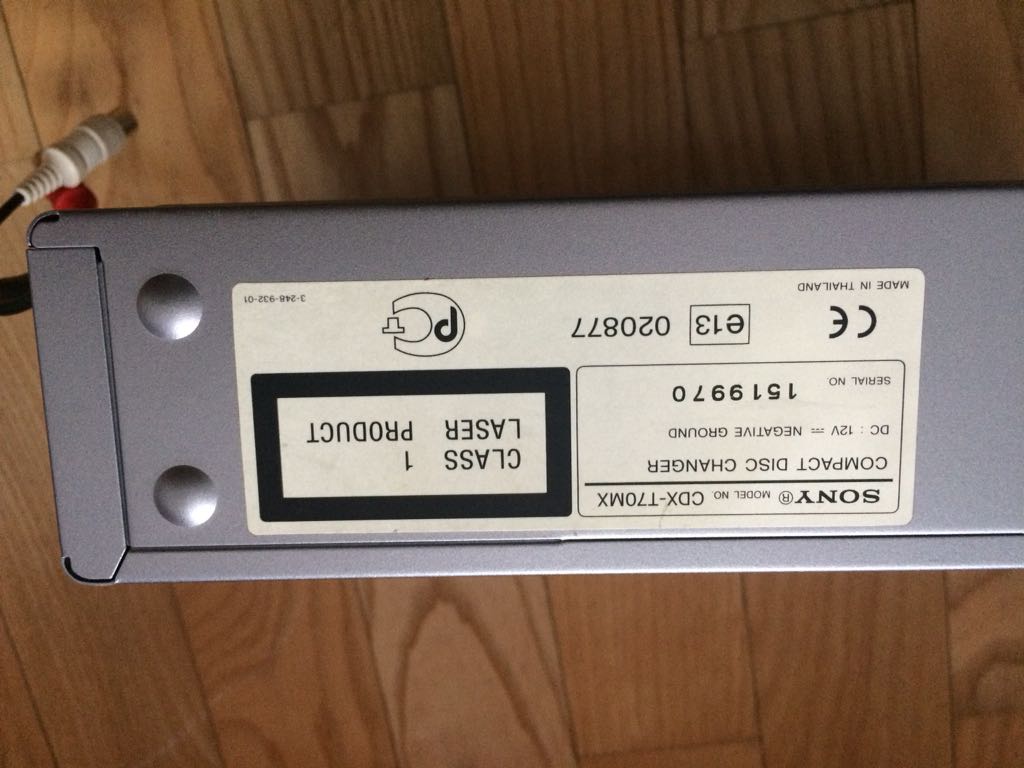 SONY® MODEL NO. CDX-T70MX
COMPACT DISC CHANGER
DC : 12V ⎓ NEGATIVE GROUND
SERIAL NO 1519970
CLASS 1
LASER PRODUCT
CE e13 020877 PCT
MADE IN THAILAND 3-248-932-01